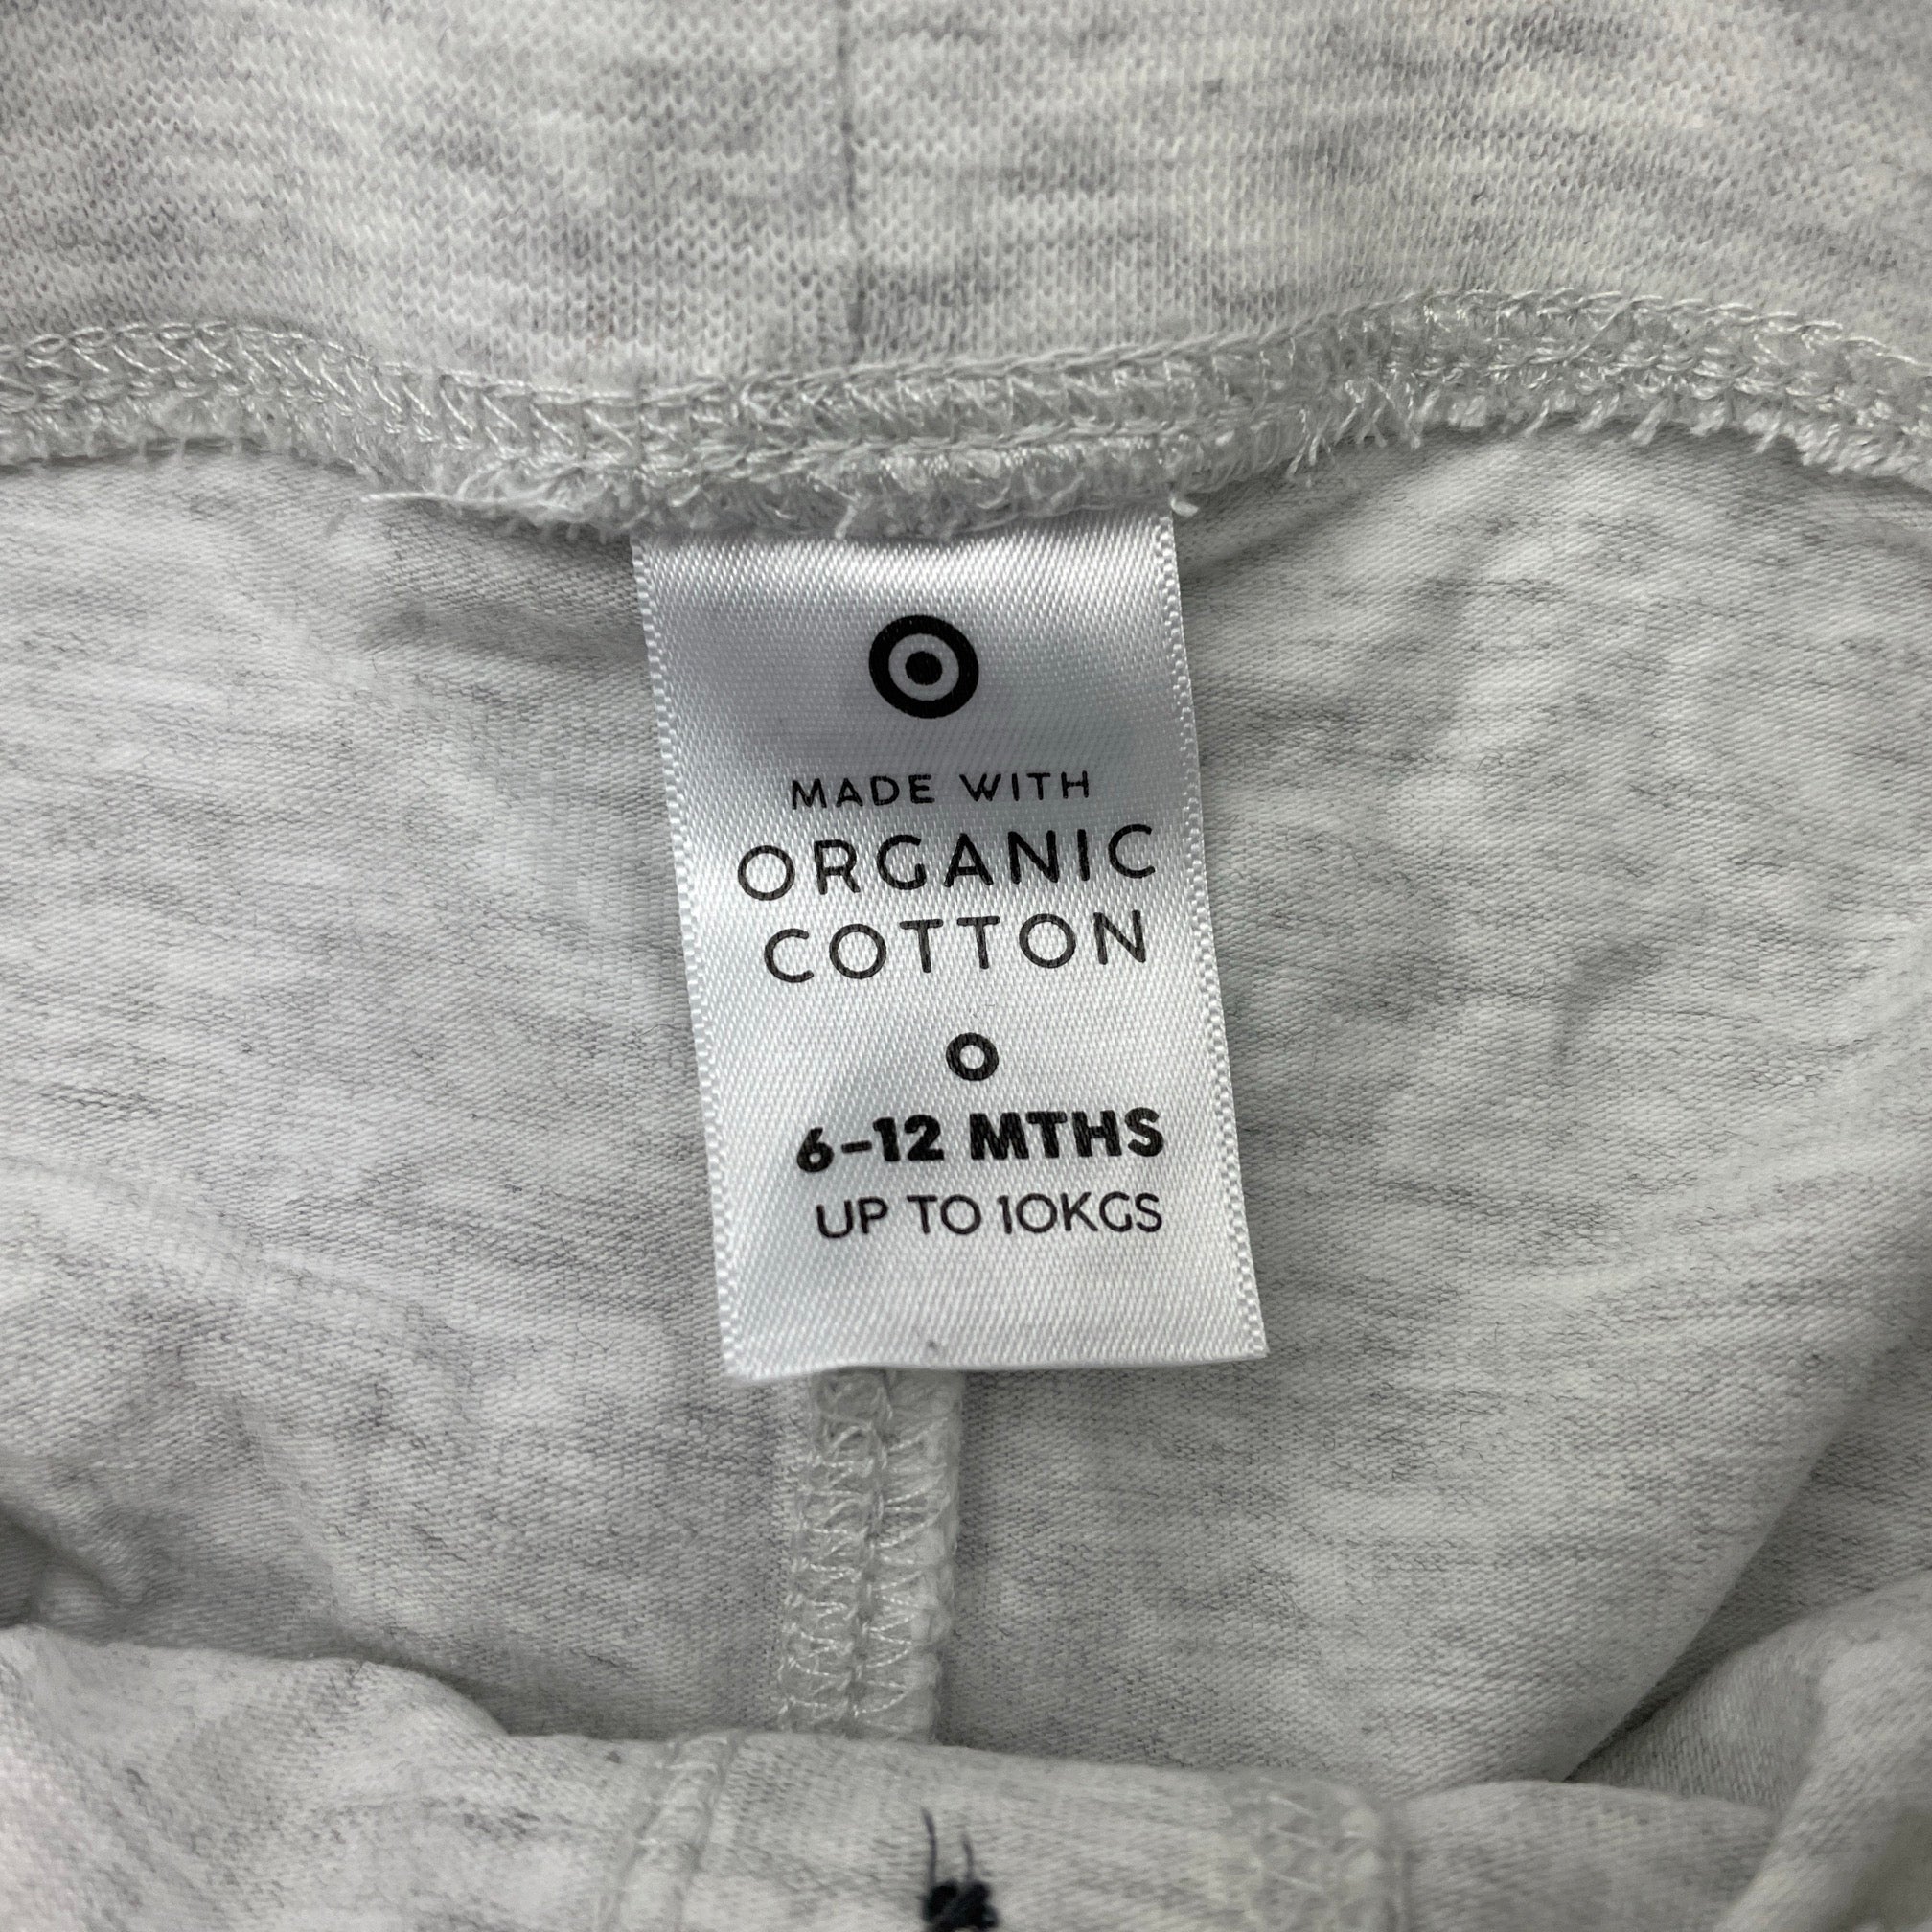 MADE WITH
ORGANIC
COTTON
0
6-12 MTHS
UP TO 10KGS